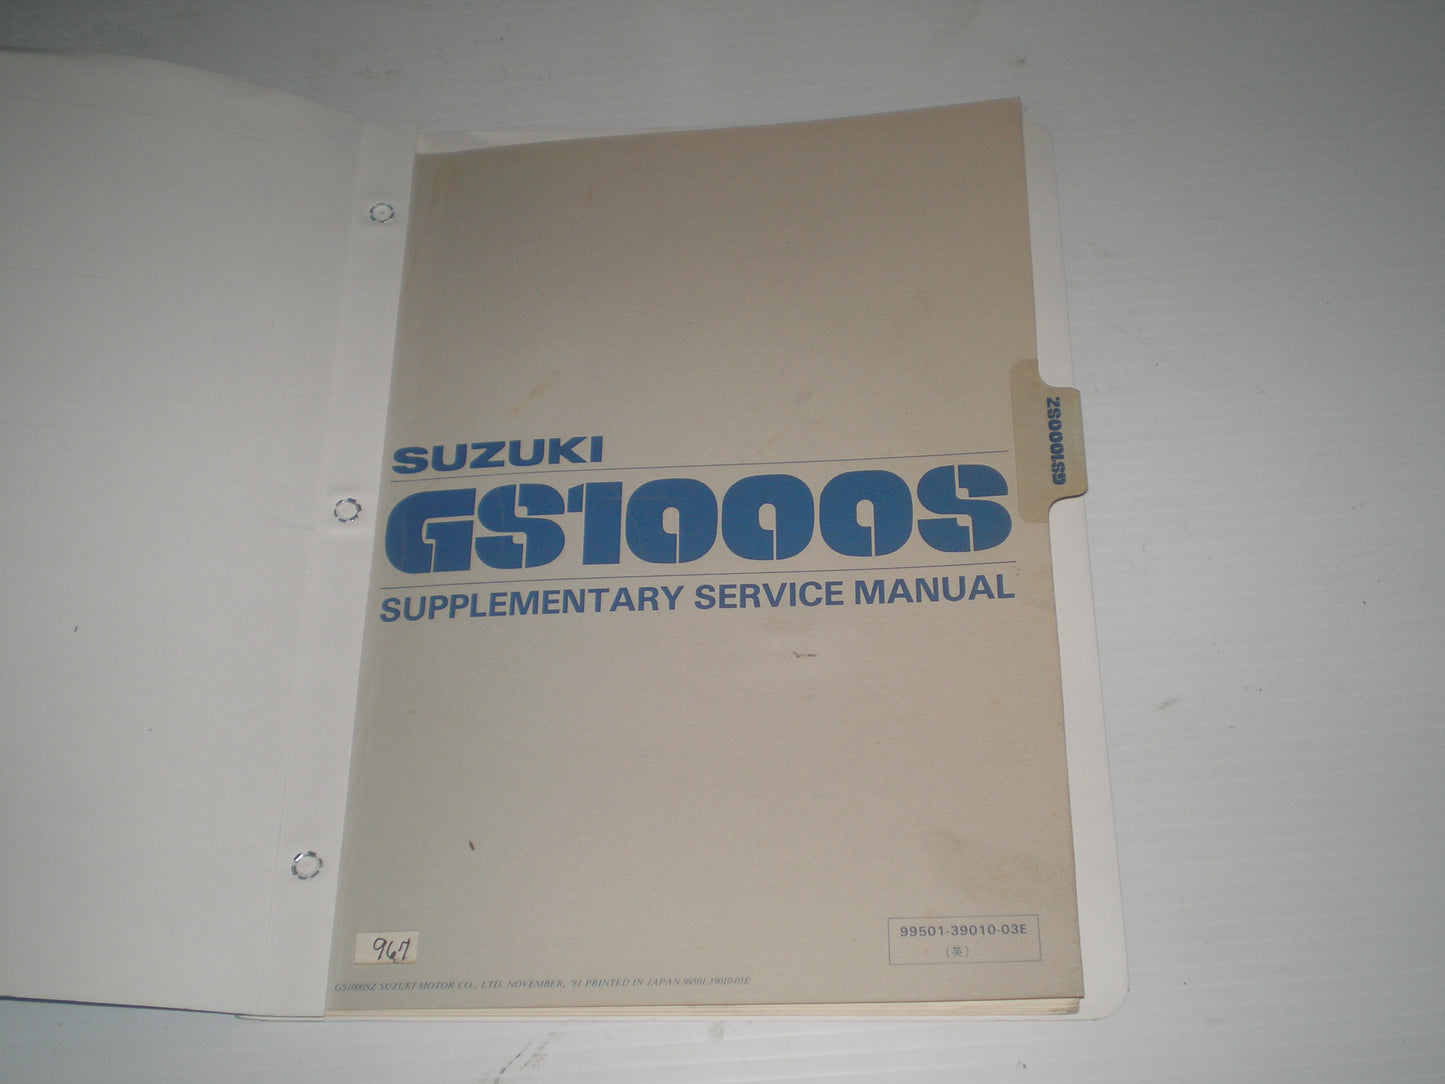 SUZUKI
GS1000S
SUPPLEMENTARY SERVICE MANUAL
GS1000SZ
99501-39010-03E
(英)
967
GS1000SZ SUZUKI MOTOR CO., LTD. NOVEMBER, '81 PRINTED IN JAPAN 99501-39010-03E